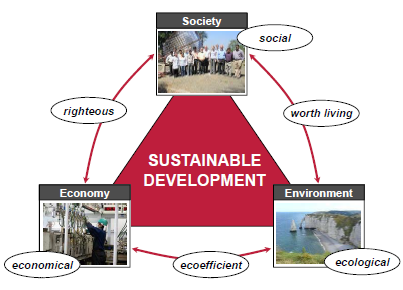 Society
social
righteous
worth living
SUSTAINABLE
DEVELOPMENT
Economy
Environment
economical
ecoefficient
ecological